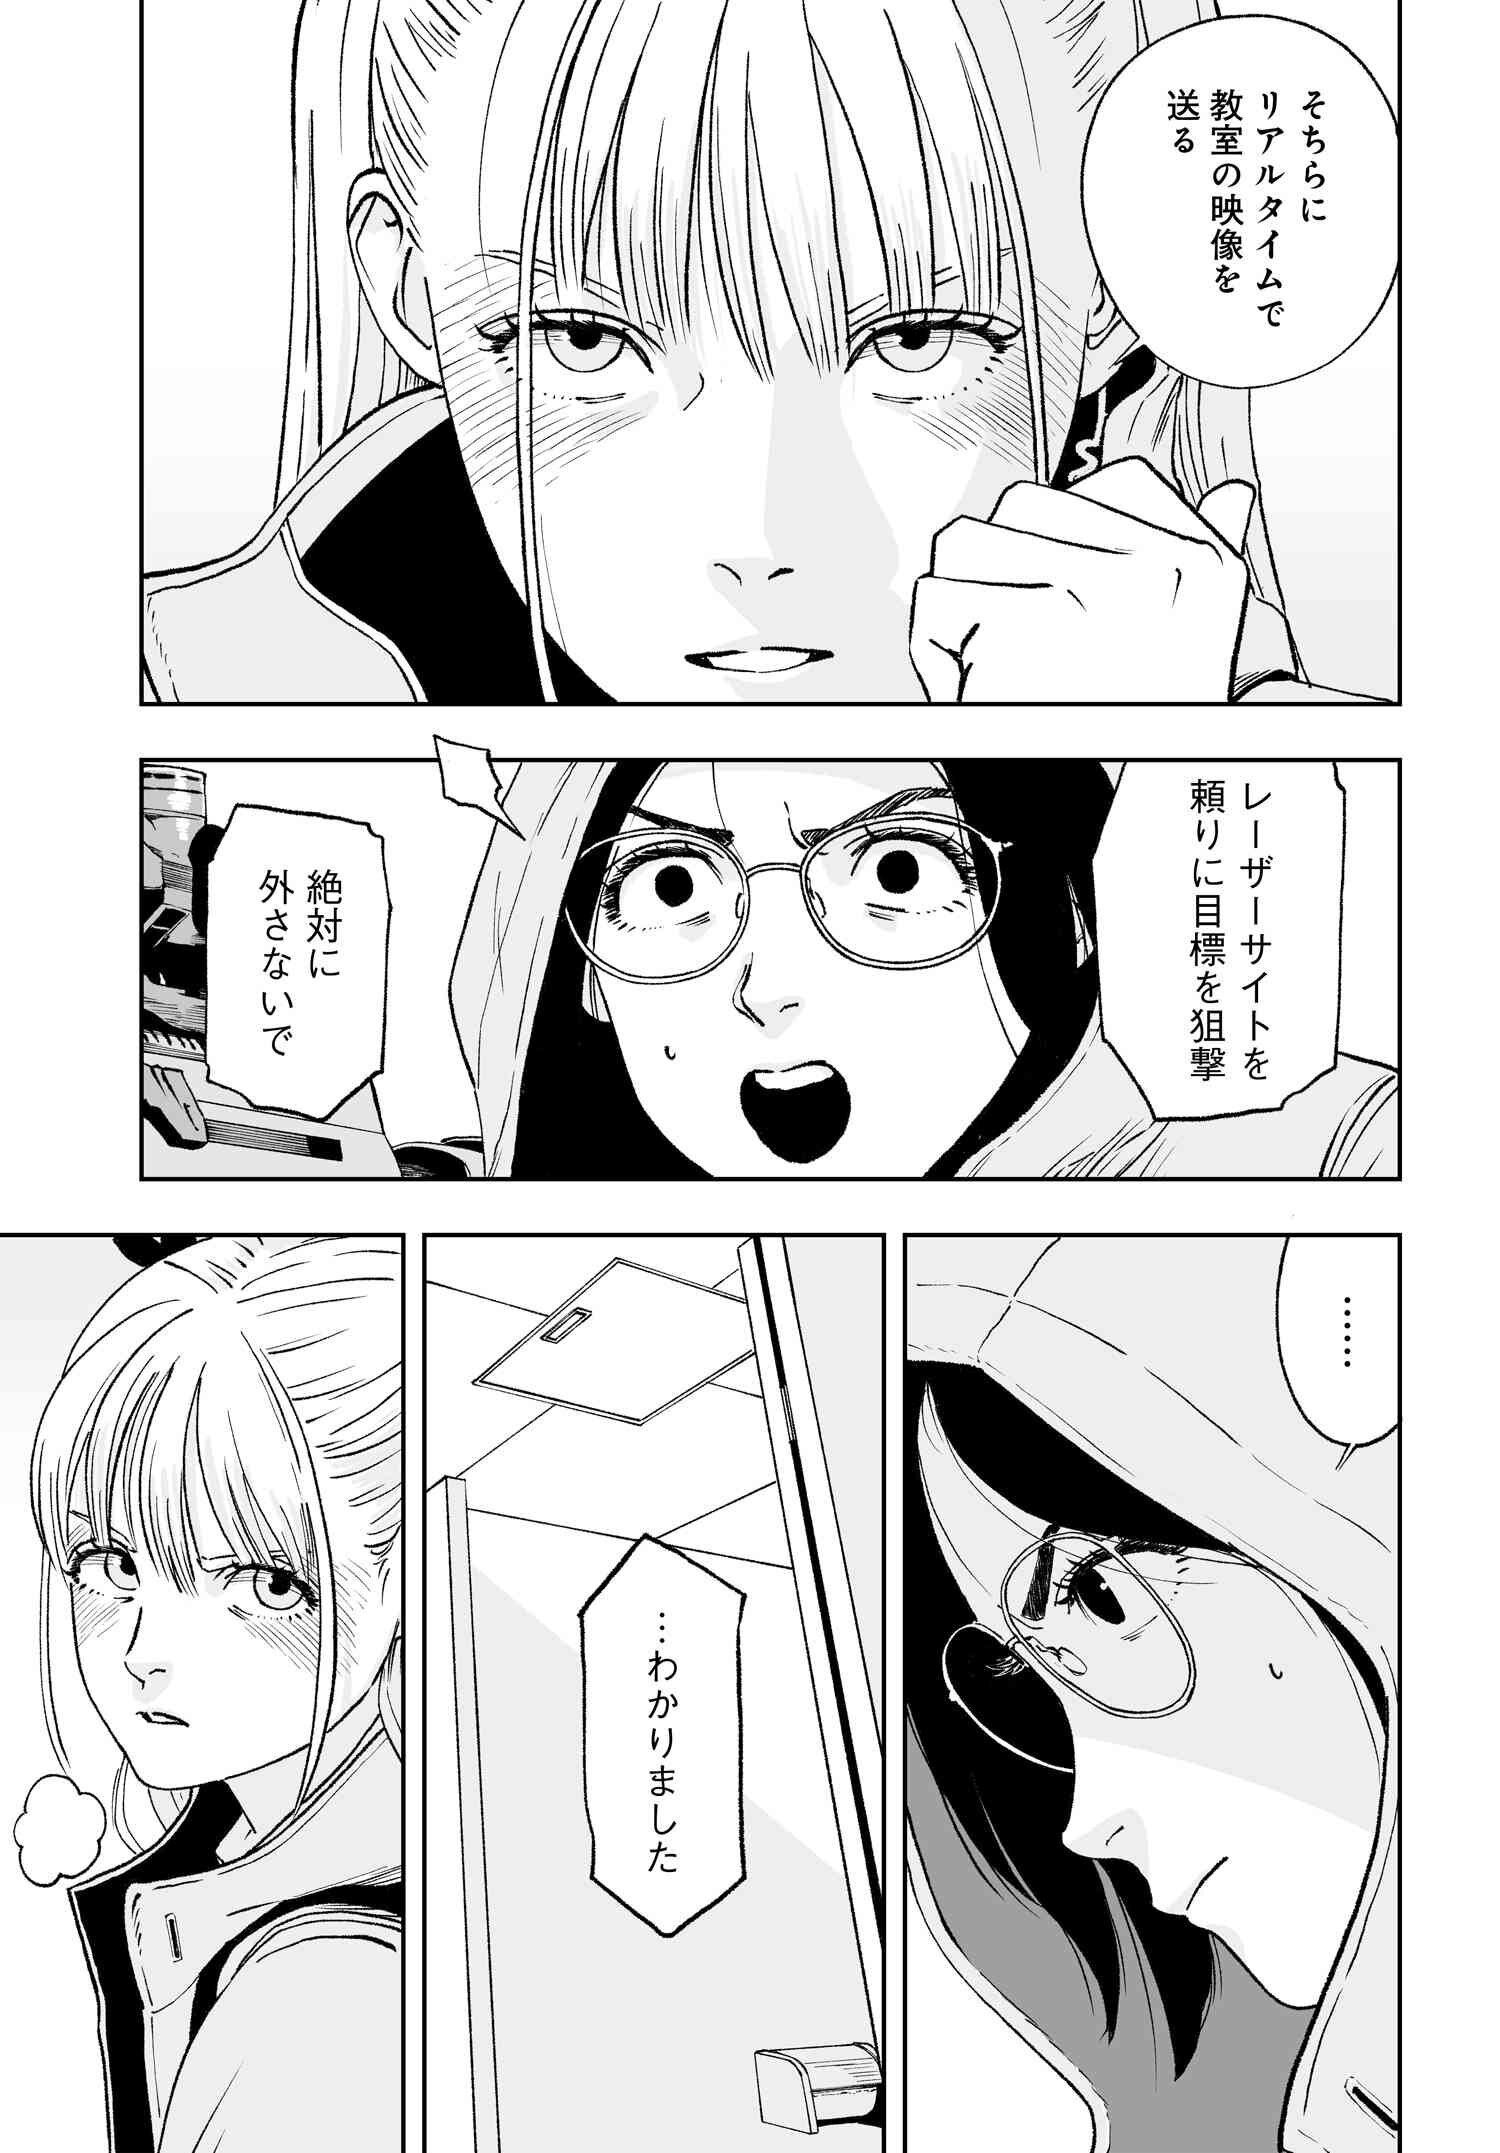 そちらに
リアルタイムで
教室の映像を
送る
レーザーサイトを
頼りに目標を狙撃
絶対に
外さないで
……
…わかりました